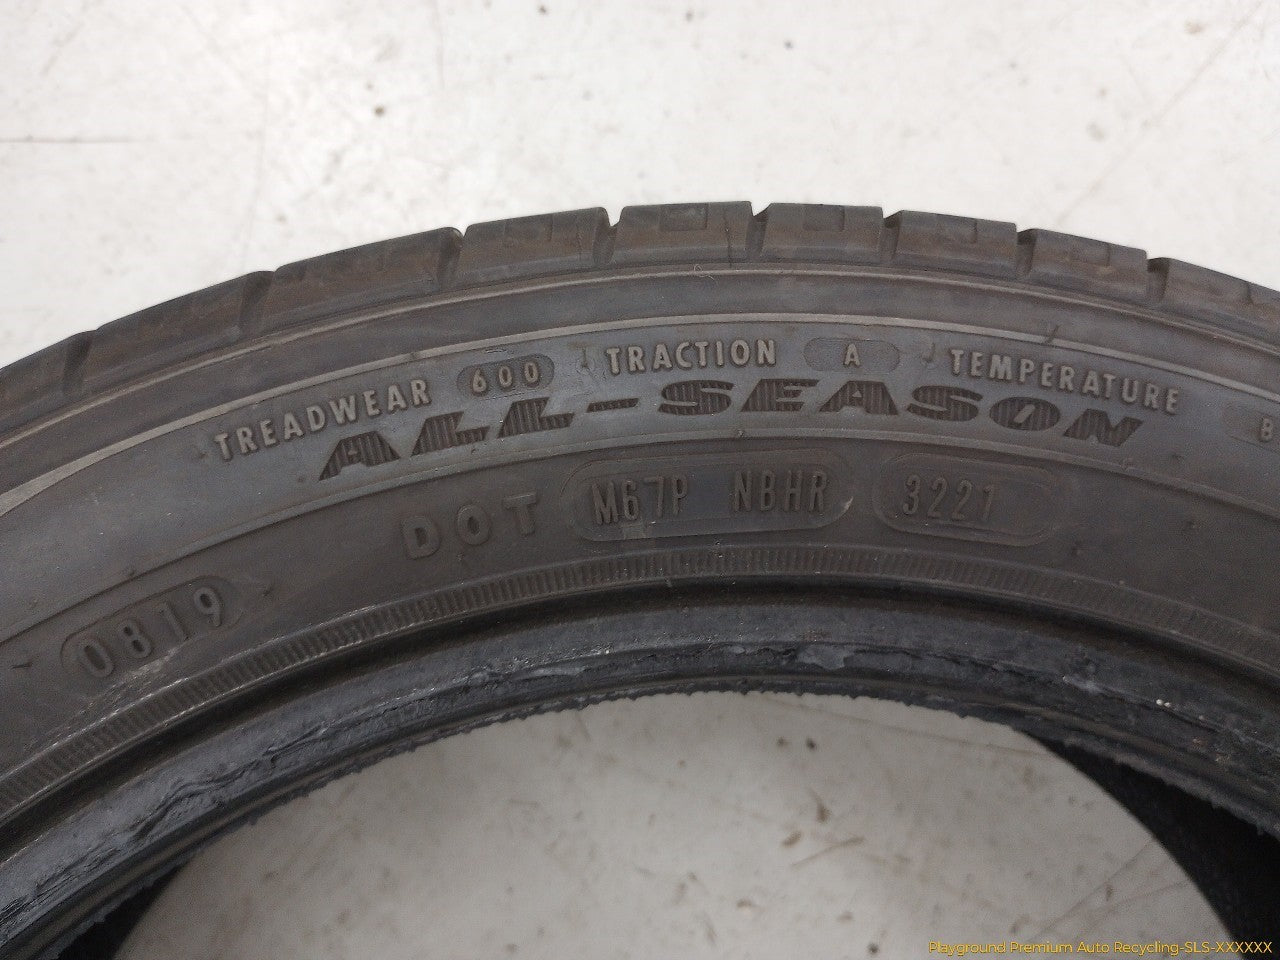 TREADWEAR 600 TRACTION A TEMPERATURE B
ALL-SEASON
DOT M67P NBHR 3221
0819
Playground Premium Auto Recycling-SLS-XXXXXX